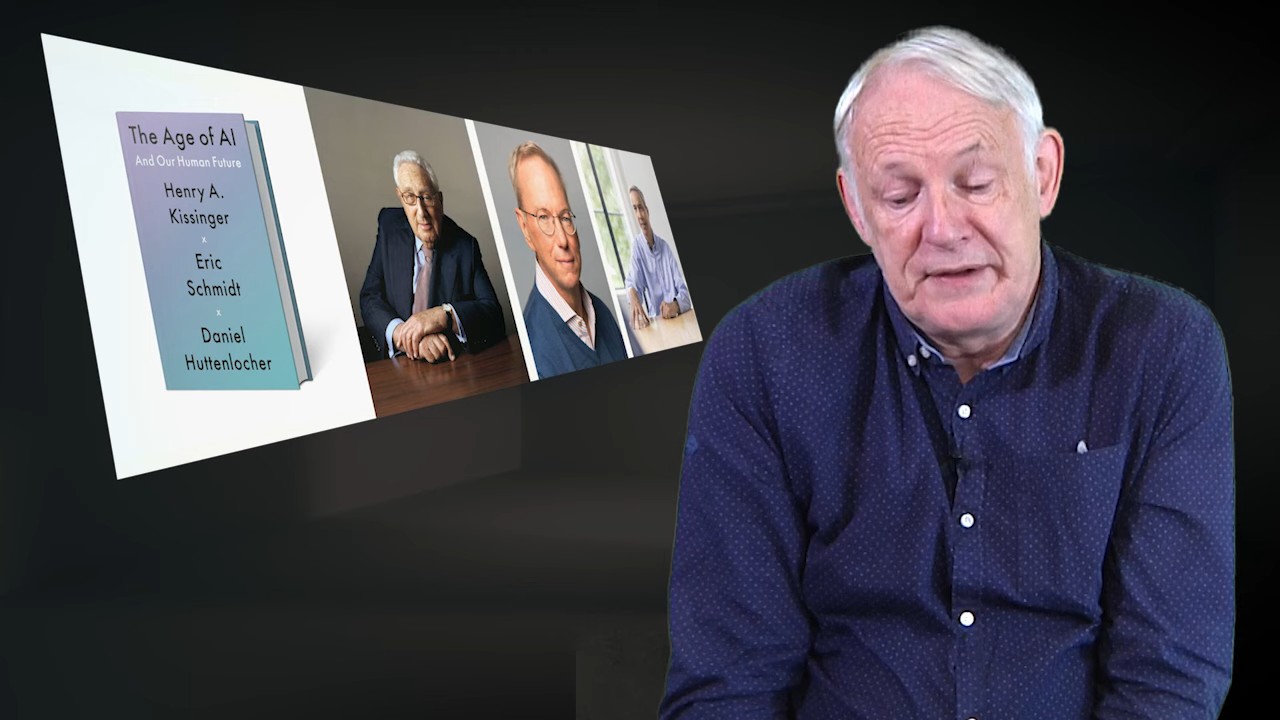 The Age of AI
And Our Human Future
Henry A.
Kissinger
x
Eric
Schmidt
x
Daniel
Huttenlocher